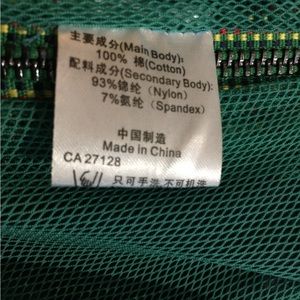 主要成分(Main Body):
100% 棉(Cotton)
配料成分(Secondary Body):
93%锦纶(Nylon)
7%氨纶(Spandex)
中国制造
Made in China
CA 27128
只可手洗 不可机洗